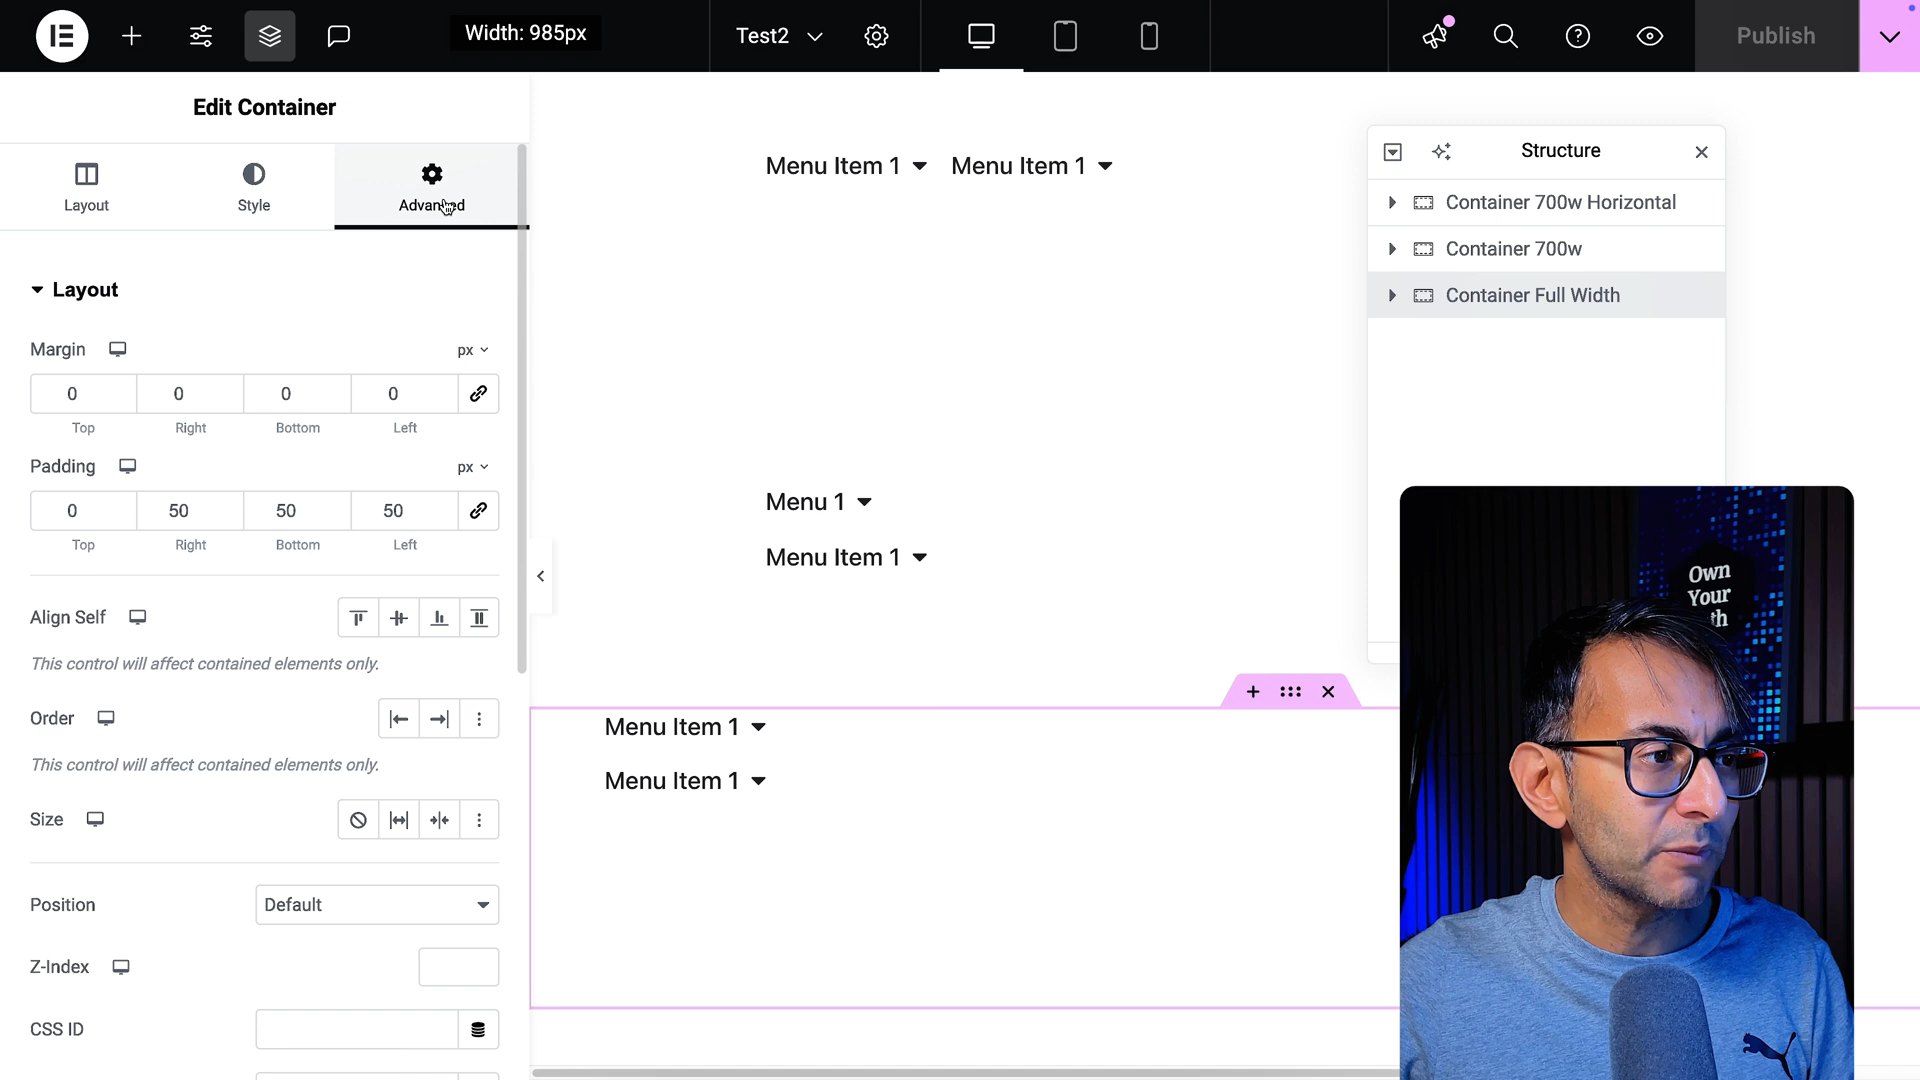 Width: 985px
Test2
Publish
Edit Container
Layout
Style
Advanced
Layout
Margin
px
0
0
0
0
Top
Right
Bottom
Left
Padding
px
0
50
50
50
Top
Right
Bottom
Left
Align Self
This control will affect contained elements only.
Order
This control will affect contained elements only.
Size
Position
Default
Z-Index
CSS ID
Menu Item 1
Menu Item 1
Menu 1
Menu Item 1
Menu Item 1
Menu Item 1
Structure
Container 700w Horizontal
Container 700w
Container Full Width
Own
Your
th